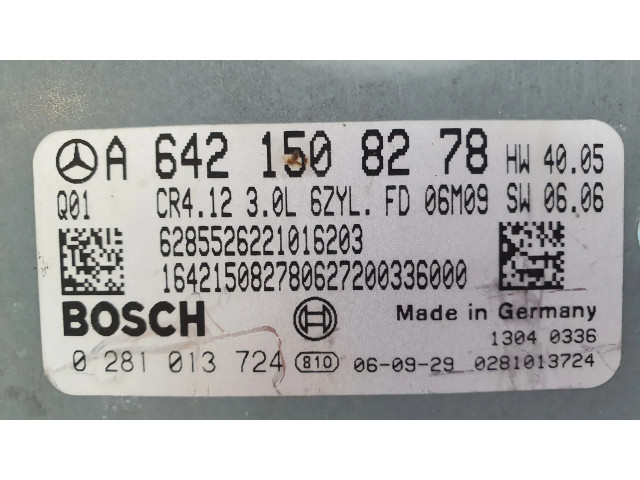 A 642 150 82 78 HW 40.05
Q01 CR4.12 3.0L 6ZYL. FD 06M09 SW 06.06
6285526221016203
164215082780627200336000
BOSCH Made in Germany
1304 0336
0 281 013 724 810 06-09-29 0281013724